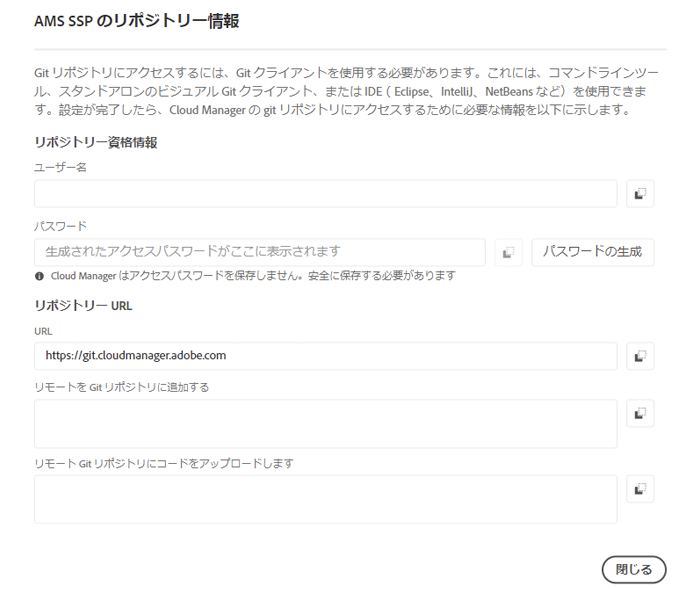 AMS SSP のリポジトリー情報
Git リポジトリにアクセスするには、Git クライアントを使用する必要があります。これには、コマンドラインツー
ル、スタンドアロンのビジュアル Git クライアント、または IDE ( Eclipse、IntelliJ、NetBeans など）を使用できま
す。設定が完了したら、Cloud Manager の git リポジトリにアクセスするために必要な情報を以下に示します。
リポジトリー資格情報
ユーザー名
パスワード
生成されたアクセスパスワードがここに表示されます
パスワードの生成
Cloud Manager はアクセスパスワードを保存しません。安全に保存する必要があります
リポジトリー URL
URL
https://git.cloudmanager.adobe.com
リモートを Git リポジトリに追加する
リモート Git リポジトリにコードをアップロードします
閉じる